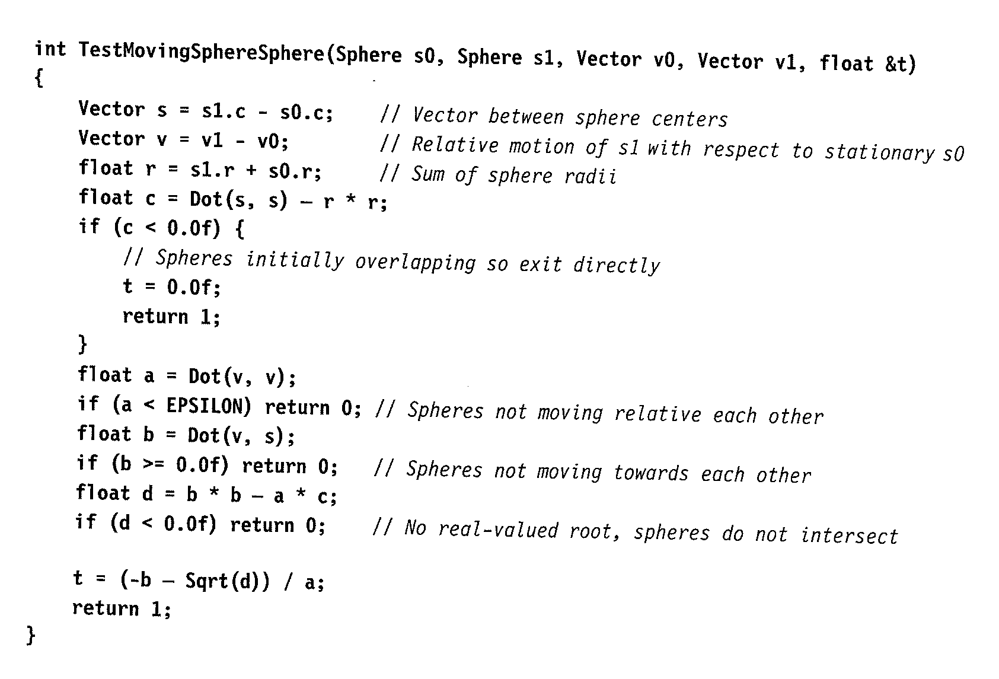 int TestMovingSphereSphere(Sphere s0, Sphere s1, Vector v0, Vector v1, float &t)
{
    Vector s = s1.c - s0.c;    // Vector between sphere centers
    Vector v = v1 - v0;        // Relative motion of s1 with respect to stationary s0
    float r = s1.r + s0.r;     // Sum of sphere radii
    float c = Dot(s, s) – r * r;
    if (c < 0.0f) {
        // Spheres initially overlapping so exit directly
        t = 0.0f;
        return 1;
    }
    float a = Dot(v, v);
    if (a < EPSILON) return 0; // Spheres not moving relative each other
    float b = Dot(v, s);
    if (b >= 0.0f) return 0;   // Spheres not moving towards each other
    float d = b * b – a * c;
    if (d < 0.0f) return 0;    // No real-valued root, spheres do not intersect
    t = (-b – Sqrt(d)) / a;
    return 1;
}